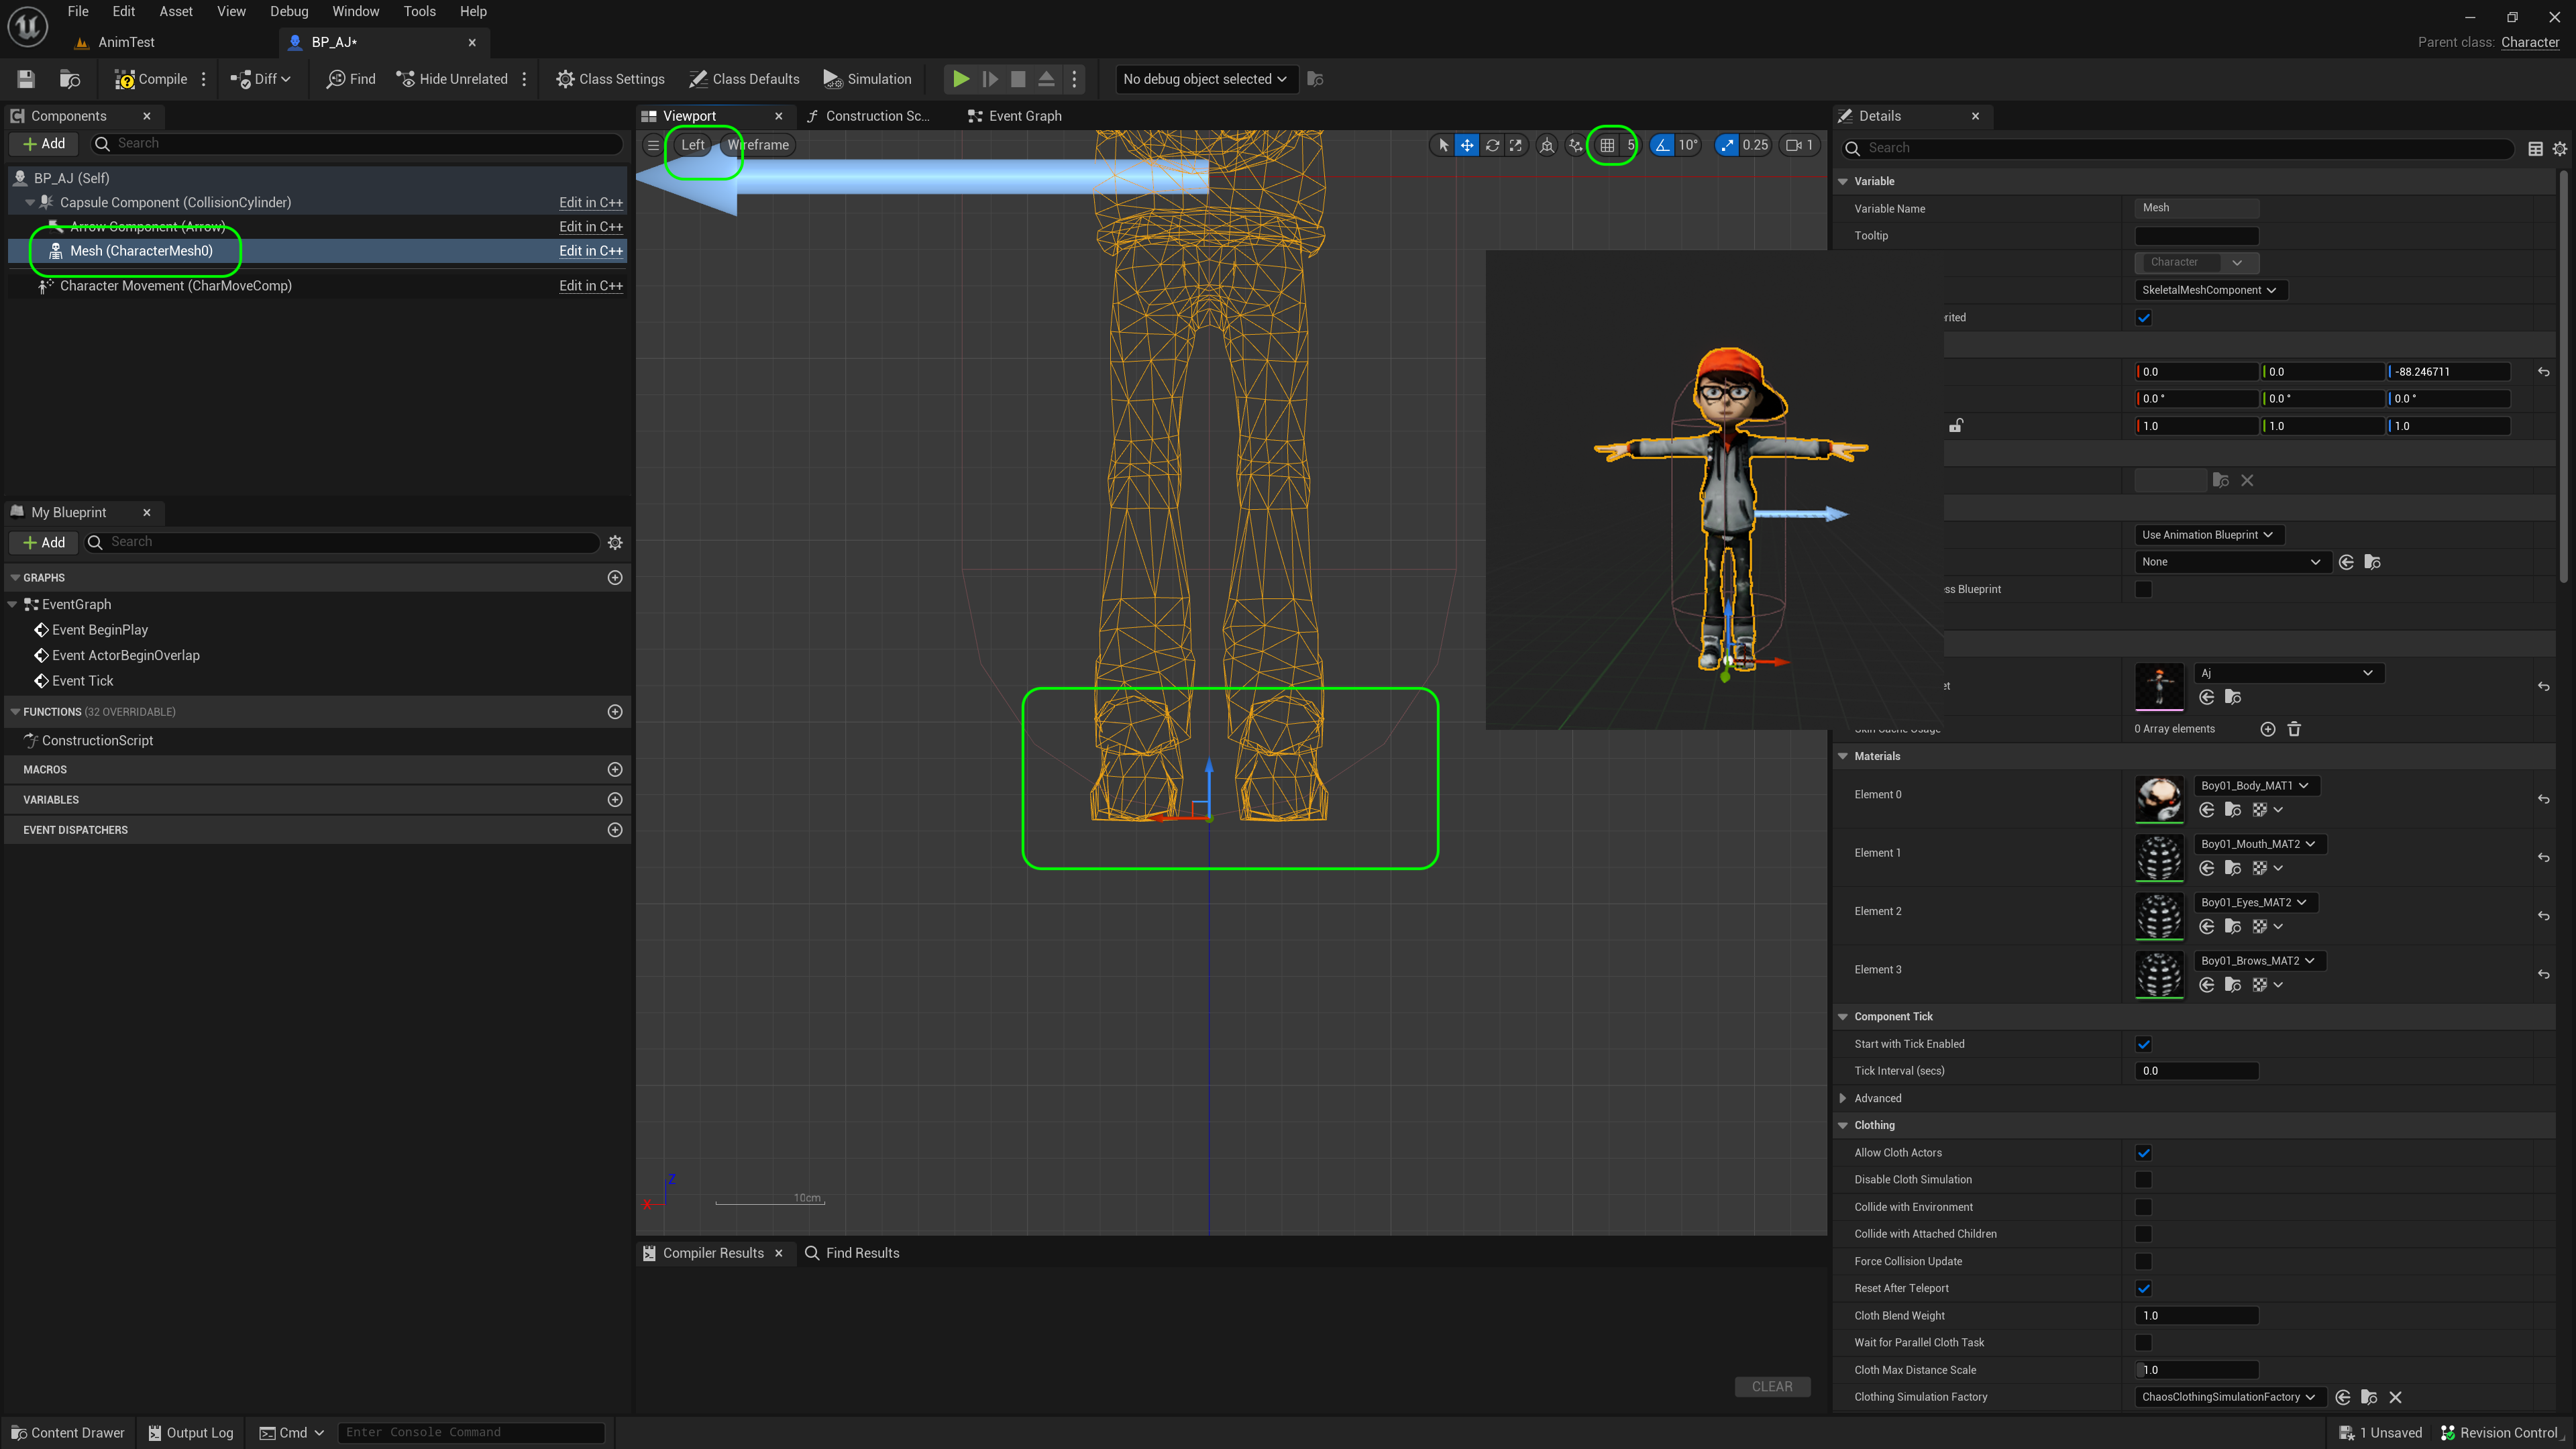 File Edit Asset View Debug Window Tools Help
AnimTest
BP_AJ*
Parent class: Character
Compile
Diff
Find
Hide Unrelated
Class Settings
Class Defaults
Simulation
No debug object selected
Components
Add
Search
BP_AJ (Self)
Capsule Component (CollisionCylinder) Edit in C++
Arrow Component (Arrow) Edit in C++
Mesh (CharacterMesh0) Edit in C++
Character Movement (CharMoveComp) Edit in C++
My Blueprint
Add
Search
GRAPHS
EventGraph
Event BeginPlay
Event ActorBeginOverlap
Event Tick
FUNCTIONS (32 OVERRIDABLE)
ConstructionScript
MACROS
VARIABLES
EVENT DISPATCHERS
Viewport
Construction Sc...
Event Graph
Left
Wireframe
5
10°
0.25
1
Z
X
10cm
Compiler Results
Find Results
CLEAR
Details
Search
Variable
Variable Name Mesh
Tooltip
Character
SkeletalMeshComponent
rited
0.0 0.0 -88.246711
0.0 ° 0.0 ° 0.0 °
1.0 1.0 1.0
Use Animation Blueprint
None
ss Blueprint
et Aj
Skin Cache Usage 0 Array elements
Materials
Element 0 Boy01_Body_MAT1
Element 1 Boy01_Mouth_MAT2
Element 2 Boy01_Eyes_MAT2
Element 3 Boy01_Brows_MAT2
Component Tick
Start with Tick Enabled
Tick Interval (secs) 0.0
Advanced
Clothing
Allow Cloth Actors
Disable Cloth Simulation
Collide with Environment
Collide with Attached Children
Force Collision Update
Reset After Teleport
Cloth Blend Weight 1.0
Wait for Parallel Cloth Task
Cloth Max Distance Scale 1.0
Clothing Simulation Factory ChaosClothingSimulationFactory
Content Drawer
Output Log
Cmd
Enter Console Command
1 Unsaved
Revision Control